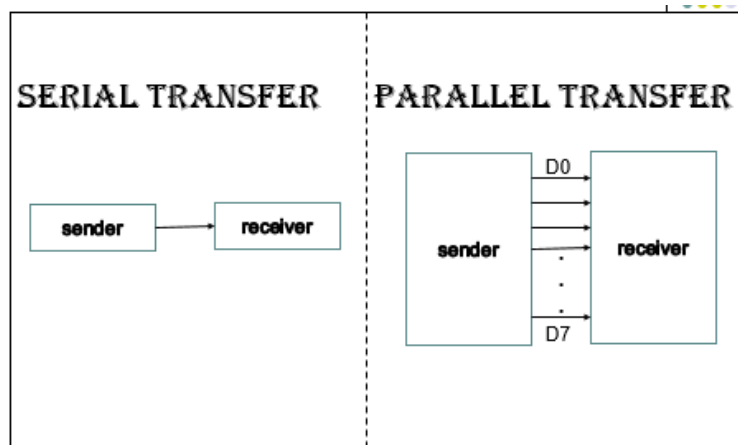 SERIAL TRANSFER
sender
receiver
PARALLEL TRANSFER
D0
sender
receiver
.
.
.
D7